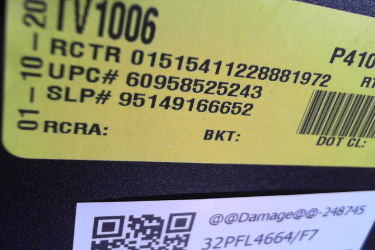 TV1006
P410
RCTR 01515411228881972
UPC# 60958525243
SLP# 95149166652
RCRA:
BKT:
DOT CL:
01-10-20
@@Damage@@-248745
32PFL4664/F7